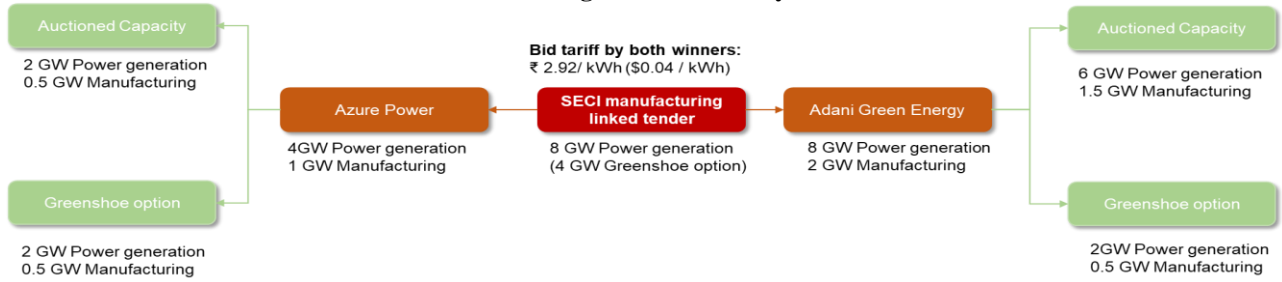 Auctioned Capacity
2 GW Power generation
0.5 GW Manufacturing
Greenshoe option
2 GW Power generation
0.5 GW Manufacturing
Azure Power
4GW Power generation
1 GW Manufacturing
Bid tariff by both winners:
₹ 2.92/ kWh ($0.04 / kWh)
SECI manufacturing
linked tender
8 GW Power generation
(4 GW Greenshoe option)
Adani Green Energy
8 GW Power generation
2 GW Manufacturing
Auctioned Capacity
6 GW Power generation
1.5 GW Manufacturing
Greenshoe option
2GW Power generation
0.5 GW Manufacturing